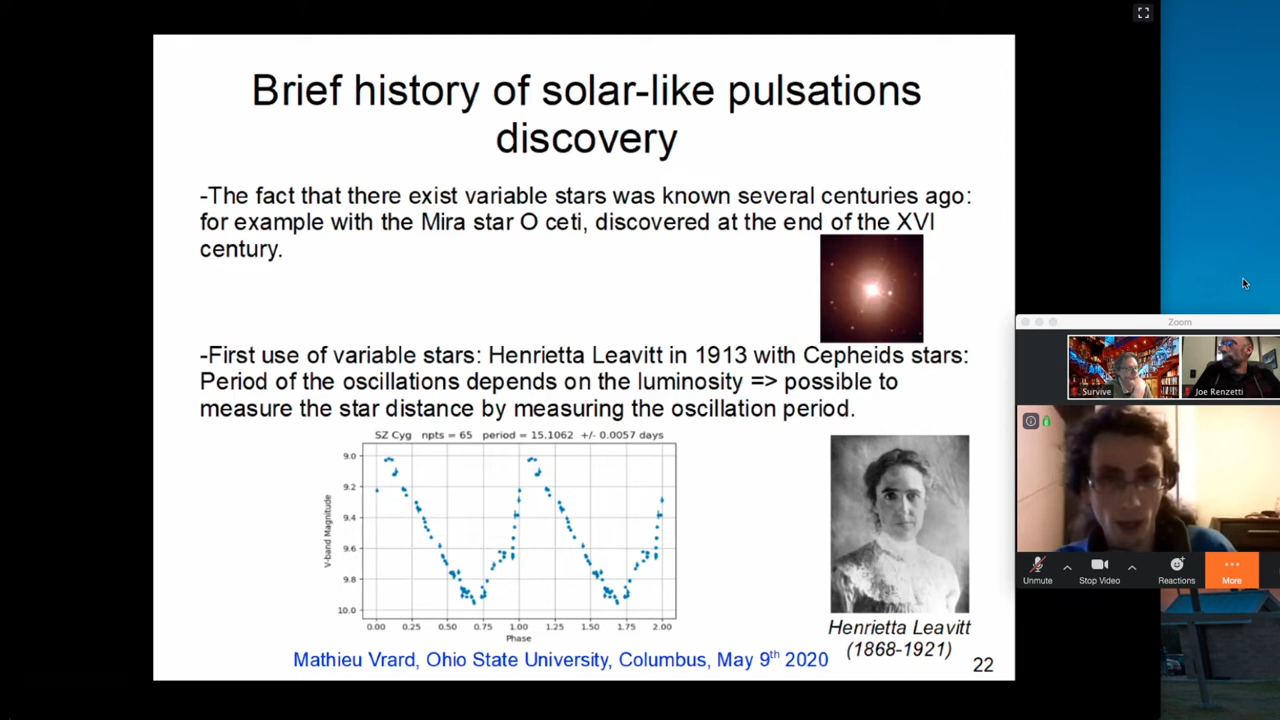 Brief history of solar-like pulsations
discovery
-The fact that there exist variable stars was known several centuries ago:
for example with the Mira star O ceti, discovered at the end of the XVI
century.
-First use of variable stars: Henrietta Leavitt in 1913 with Cepheids stars:
Period of the oscillations depends on the luminosity => possible to
measure the star distance by measuring the oscillation period.
SZ Cyg npts = 65 period = 15.1062 +/- 0.0057 days
V-band Magnitude
9.0
9.2
9.4
9.6
9.8
10.0
0.00 0.25 0.50 0.75 1.00 1.25 1.50 1.75 2.00
Phase
Henrietta Leavitt
(1868-1921)
Mathieu Vrard, Ohio State University, Columbus, May 9th 2020
22
Zoom
Survive
Joe Renzetti
Unmute
Stop Video
Reactions
More